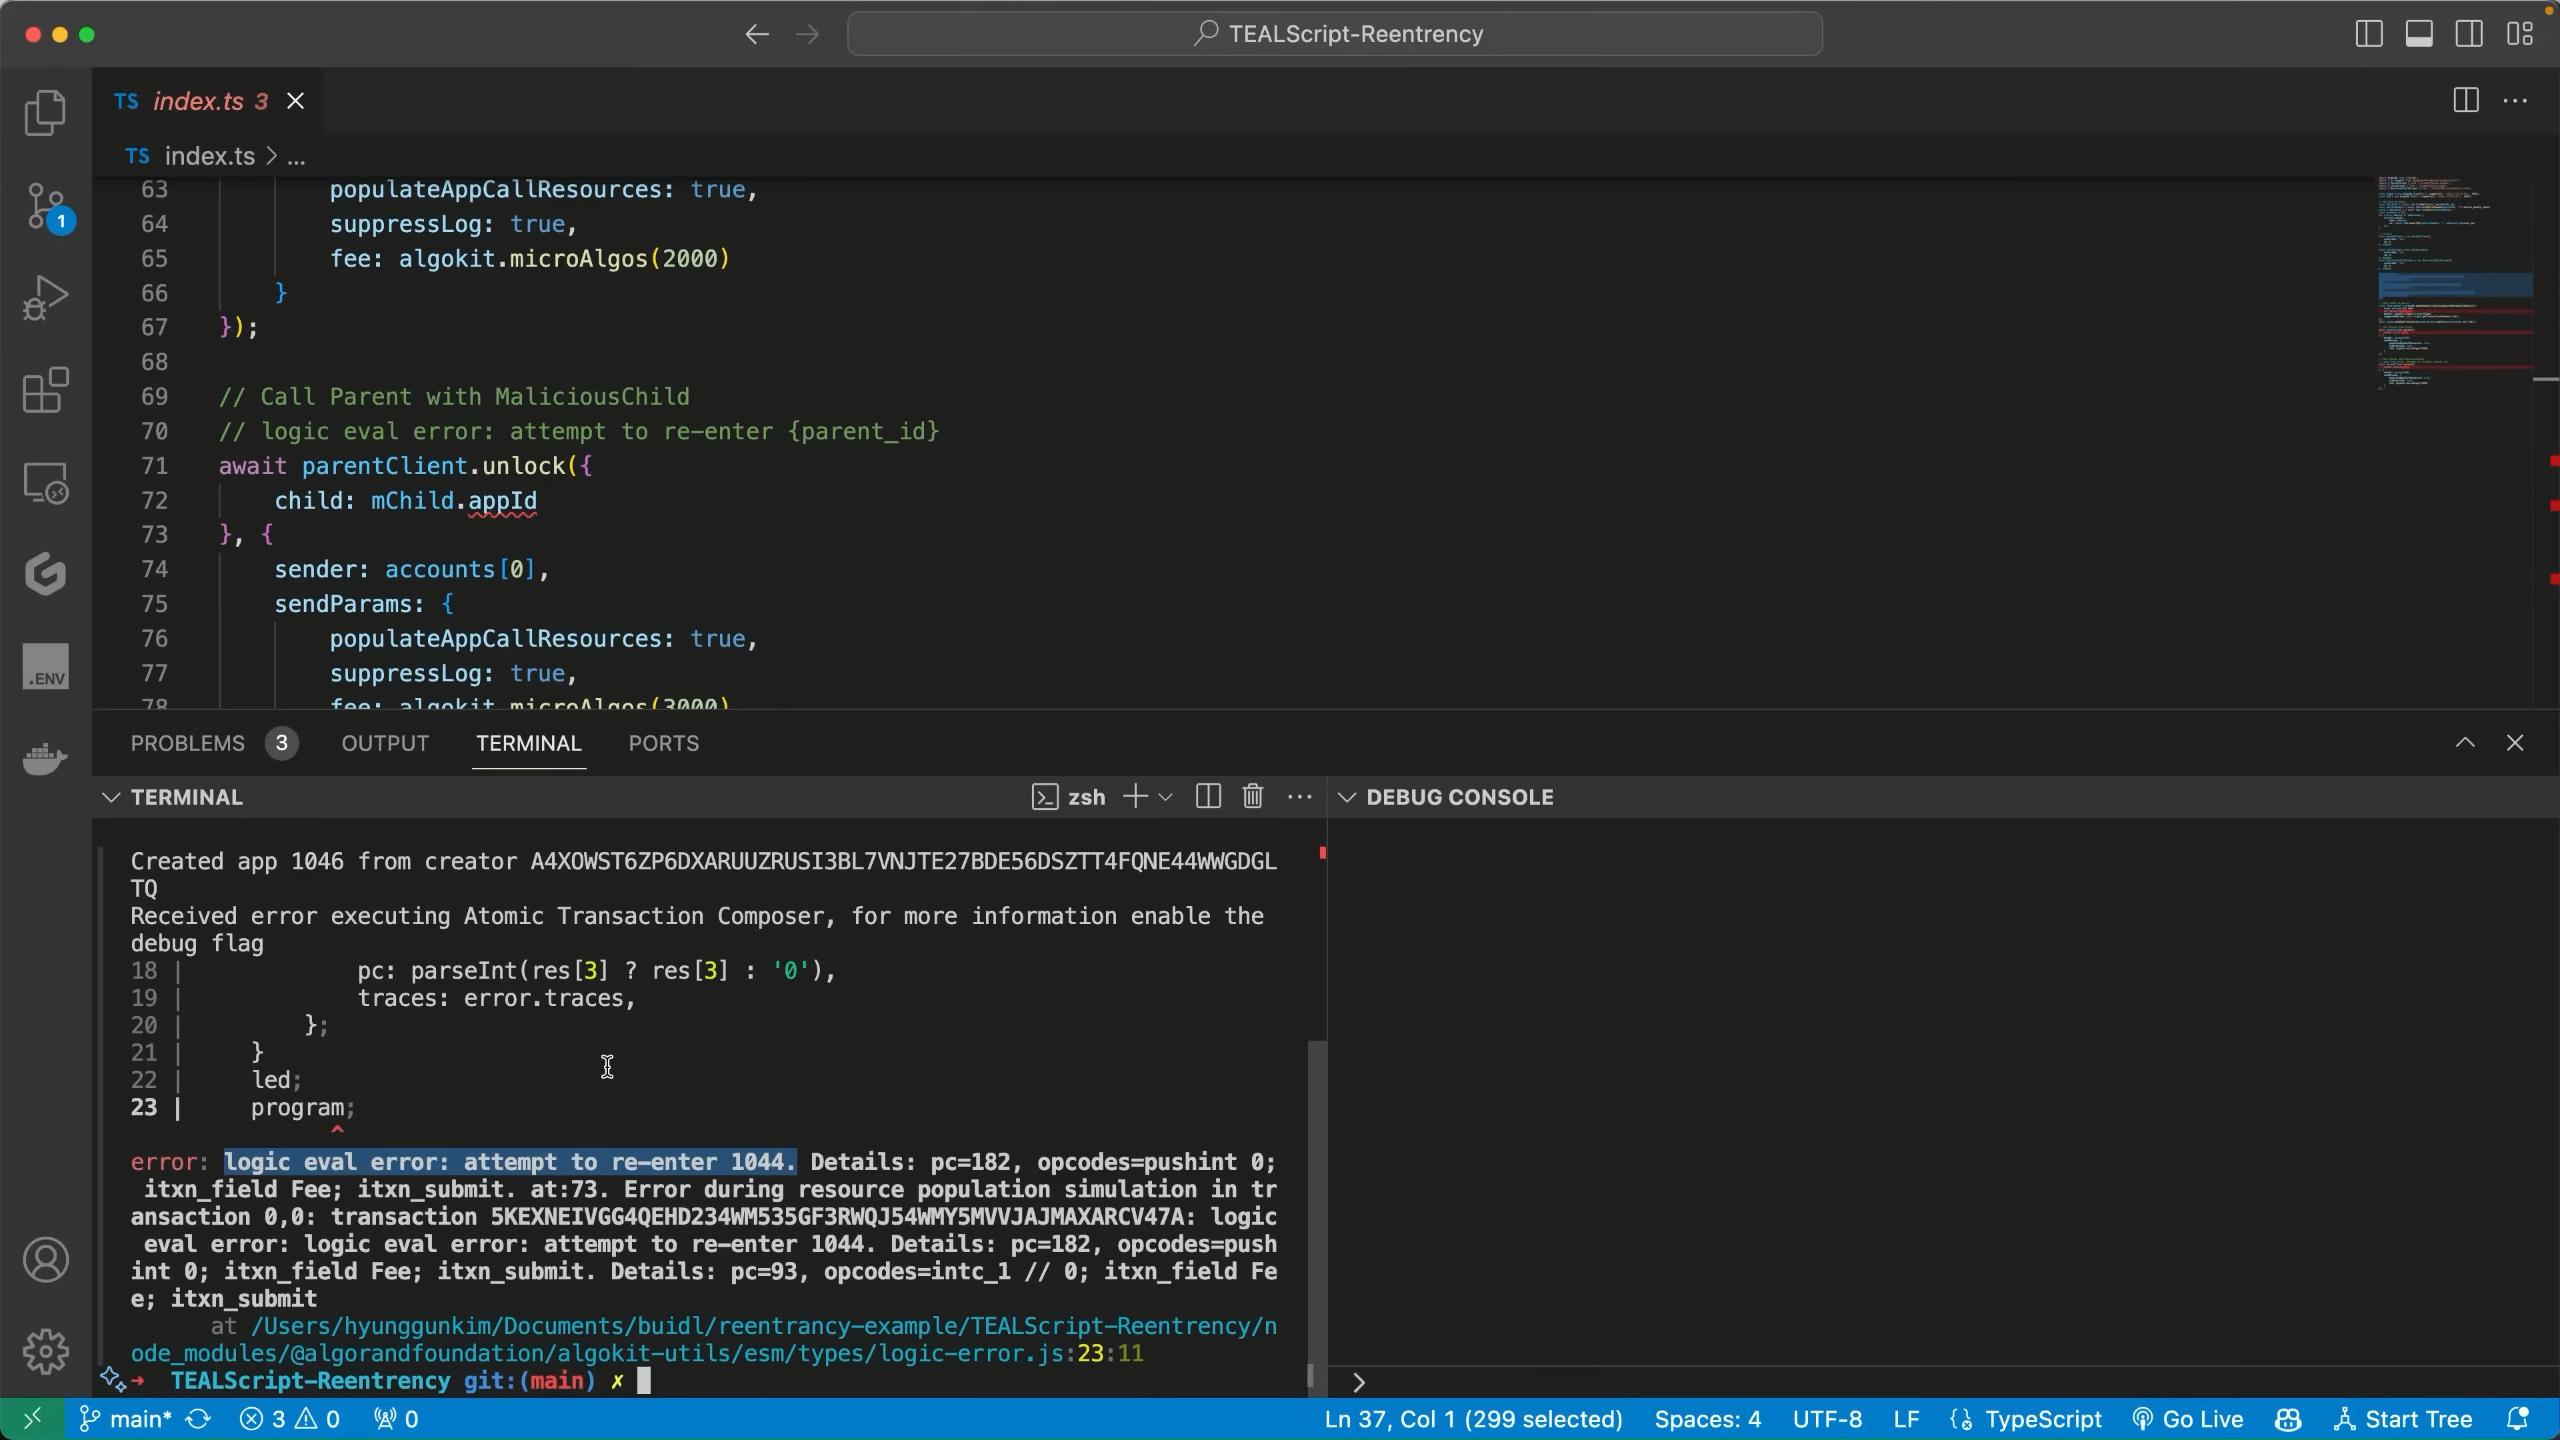 TEALScript-Reentrency
TS index.ts 3
TS index.ts > ...
1
.ENV
63 populateAppCallResources: true,
64 suppressLog: true,
65 fee: algokit.microAlgos(2000)
66 }
67 });
68
69 // Call Parent with MaliciousChild
70 // logic eval error: attempt to re-enter {parent_id}
71 await parentClient.unlock({
72 child: mChild.appId
73 }, {
74 sender: accounts[0],
75 sendParams: {
76 populateAppCallResources: true,
77 suppressLog: true,
78 fee: algokit.microAlgos(3000)
PROBLEMS 3 OUTPUT TERMINAL PORTS
TERMINAL zsh DEBUG CONSOLE
Created app 1046 from creator A4XOWST6ZP6DXARUUZRUSI3BL7VNJTE27BDE56DSZTT4FQNE44WWGDGL
TQ
Received error executing Atomic Transaction Composer, for more information enable the
debug flag
18 | pc: parseInt(res[3] ? res[3] : '0'),
19 | traces: error.traces,
20 | };
21 | }
22 | led;
23 | program;
^
error: logic eval error: attempt to re-enter 1044. Details: pc=182, opcodes=pushint 0;
itxn_field Fee; itxn_submit. at:73. Error during resource population simulation in tr
ansaction 0,0: transaction 5KEXNEIVGG4QEHD234WM535GF3RWQJ54WMY5MVVJAJMAXARCV47A: logic
eval error: logic eval error: attempt to re-enter 1044. Details: pc=182, opcodes=push
int 0; itxn_field Fee; itxn_submit. Details: pc=93, opcodes=intc_1 // 0; itxn_field Fe
e; itxn_submit
at /Users/hyunggunkim/Documents/buidl/reentrancy-example/TEALScript-Reentrency/n
ode_modules/@algorandfoundation/algokit-utils/esm/types/logic-error.js:23:11
→ TEALScript-Reentrency git:(main) ✗
>
main* 3 0 0 Ln 37, Col 1 (299 selected) Spaces: 4 UTF-8 LF TypeScript Go Live Start Tree